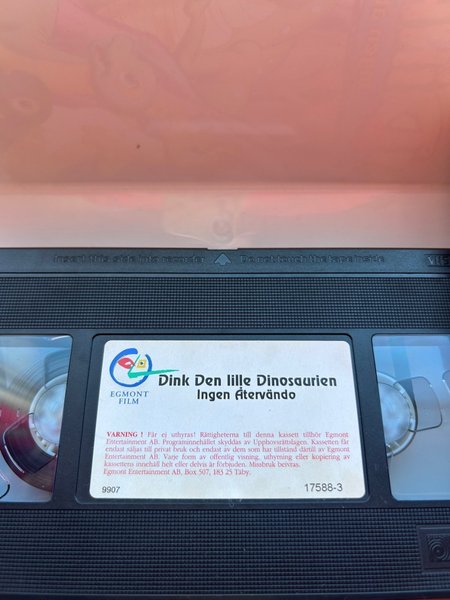 Insert this side into recorder Do not touch the tape inside
EGMONT
FILM
Dink Den lille Dinosaurien
Ingen Återvändo
VARNING ! Får ej uthyras! Rättigheterna till denna kassett tillhör Egmont
Entertainment AB. Programinnehållet skyddas av Upphovsrättslagen. Kassetten får
endast säljas till privat bruk och endast av dem som har tillstånd därtill av Egmont
Entertainment AB. Varje form av offentlig visning, uthyrning eller kopiering av
kassettens innehåll helt eller delvis är förbjuden. Missbruk beivras.
Egmont Entertainment AB, Box 507, 183 25 Täby.
9907 17588-3